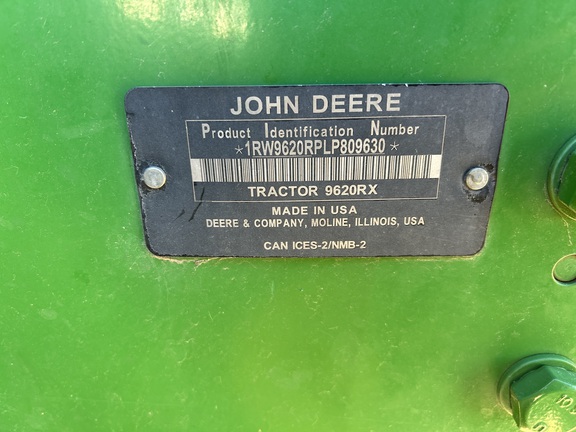 JOHN DEERE
Product Identification Number
*1RW9620RPLP809630*
TRACTOR 9620RX
MADE IN USA
DEERE & COMPANY, MOLINE, ILLINOIS, USA
CAN ICES-2/NMB-2